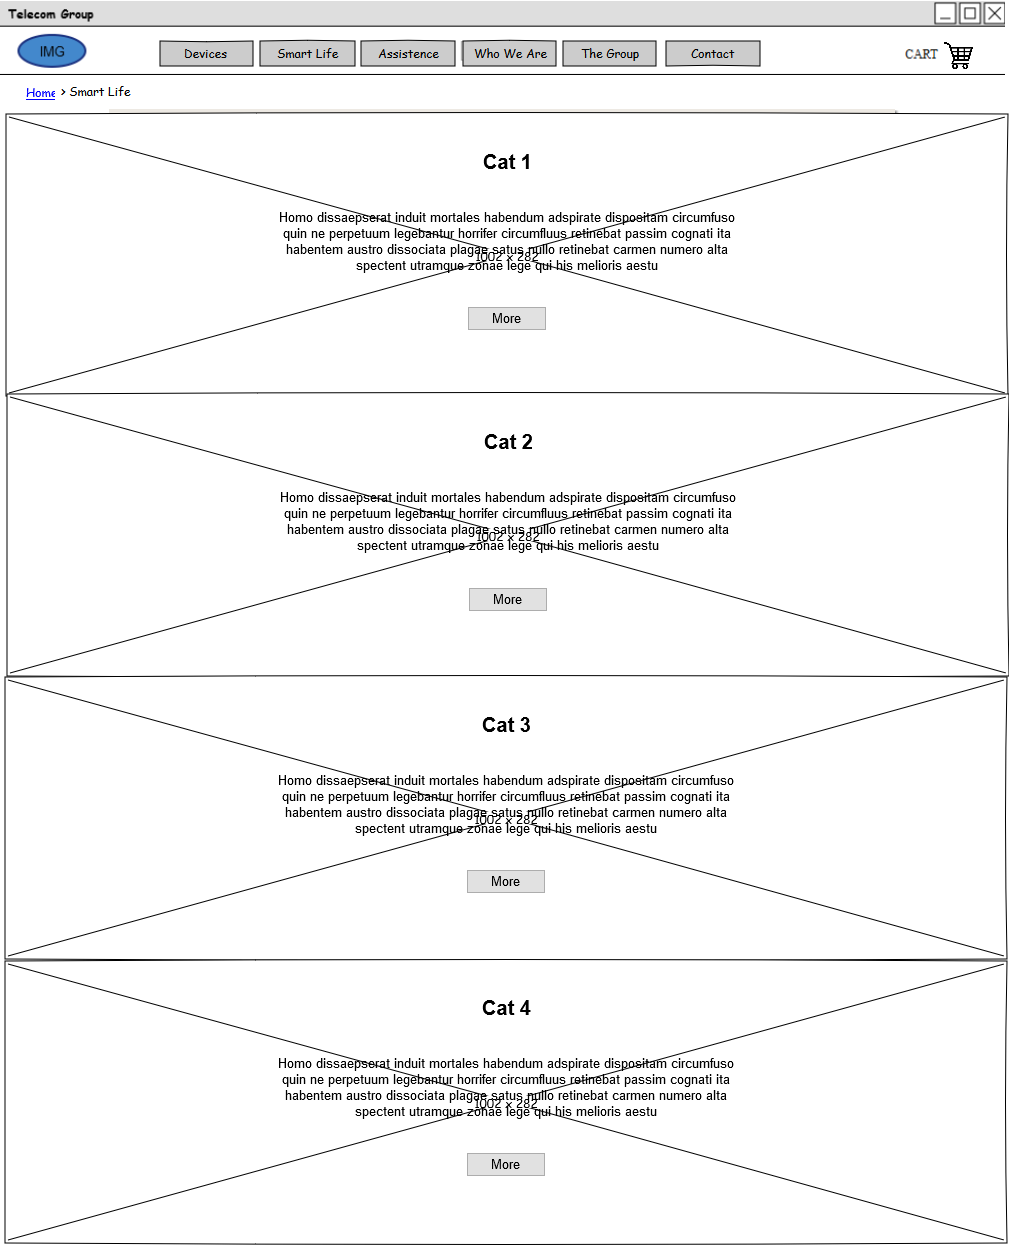 Telecom Group
IMG
Devices
Smart Life
Assistence
Who We Are
The Group
Contact
CART
Home > Smart Life
Cat 1
Homo dissaepserat induit mortales habendum adspirate dispositam circumfuso
quin ne perpetuum legebantur horrifer circumfluus retinebat passim cognati ita
habentem austro dissociata plagae satus nullo retinebat carmen numero alta
1002 x 282
spectent utramque zonae lege qui his melioris aestu
More
Cat 2
Homo dissaepserat induit mortales habendum adspirate dispositam circumfuso
quin ne perpetuum legebantur horrifer circumfluus retinebat passim cognati ita
habentem austro dissociata plagae satus nullo retinebat carmen numero alta
1002 x 282
spectent utramque zonae lege qui his melioris aestu
More
Cat 3
Homo dissaepserat induit mortales habendum adspirate dispositam circumfuso
quin ne perpetuum legebantur horrifer circumfluus retinebat passim cognati ita
habentem austro dissociata plagae satus nullo retinebat carmen numero alta
1002 x 282
spectent utramque zonae lege qui his melioris aestu
More
Cat 4
Homo dissaepserat induit mortales habendum adspirate dispositam circumfuso
quin ne perpetuum legebantur horrifer circumfluus retinebat passim cognati ita
habentem austro dissociata plagae satus nullo retinebat carmen numero alta
1002 x 282
spectent utramque zonae lege qui his melioris aestu
More